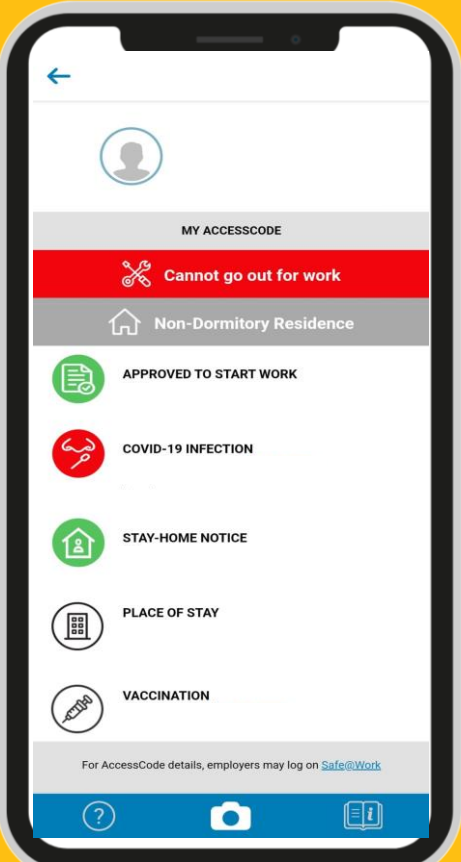 MY ACCESSCODE
Cannot go out for work
Non-Dormitory Residence
APPROVED TO START WORK
COVID-19 INFECTION
STAY-HOME NOTICE
PLACE OF STAY
VACCINATION
For AccessCode details, employers may log on Safe@Work
?
i